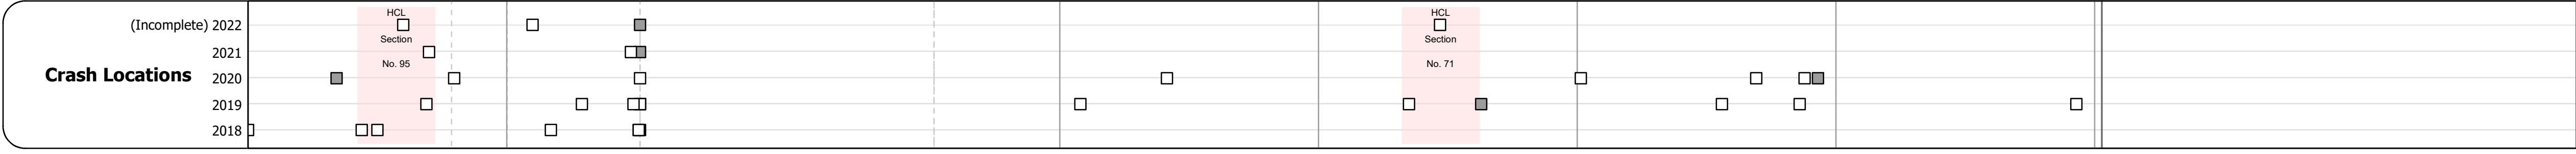 Crash Locations
(Incomplete) 2022
2021
2020
2019
2018
HCL
Section
No. 95
HCL
Section
No. 71